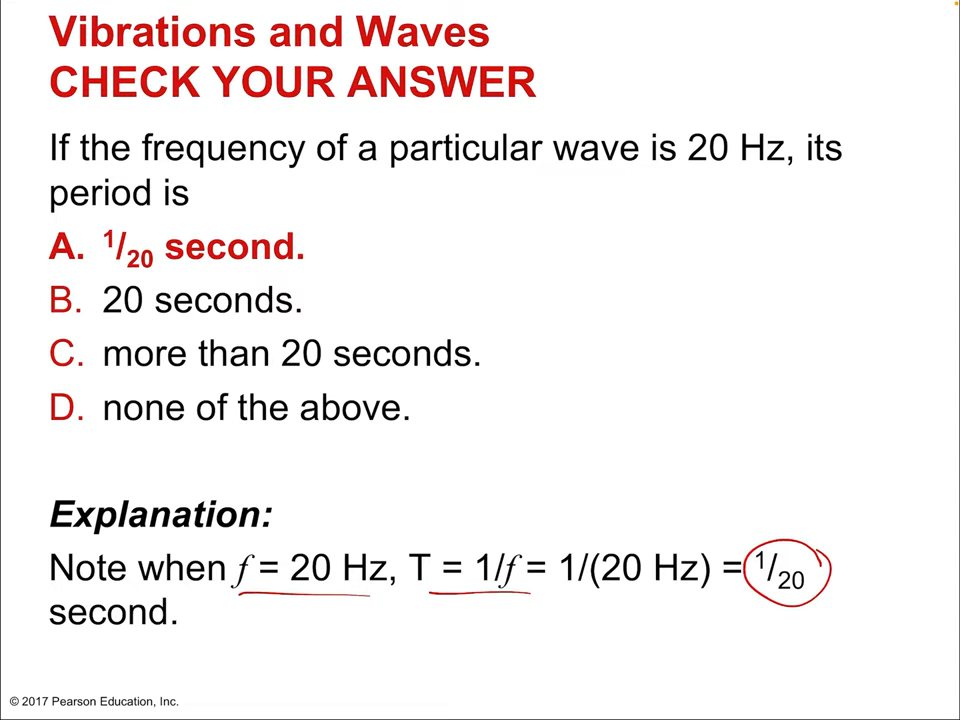 Vibrations and Waves
CHECK YOUR ANSWER
If the frequency of a particular wave is 20 Hz, its
period is
A. 1/20 second.
B. 20 seconds.
C. more than 20 seconds.
D. none of the above.
Explanation:
Note when f = 20 Hz, T = 1/f = 1/(20 Hz) = 1/20
second.
© 2017 Pearson Education, Inc.